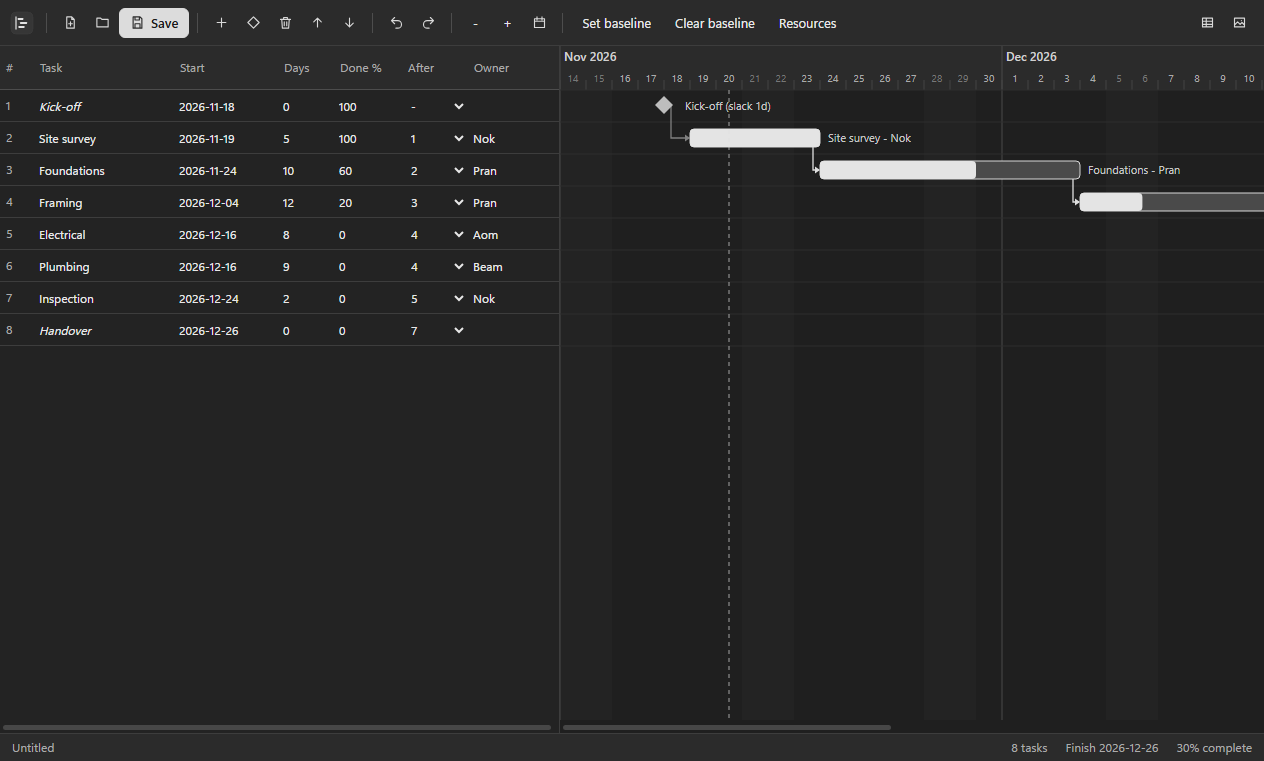 Save - + Set baseline Clear baseline Resources
# Task Start Days Done % After Owner
Nov 2026 Dec 2026
14 15 16 17 18 19 20 21 22 23 24 25 26 27 28 29 30 1 2 3 4 5 6 7 8 9 10
1 Kick-off 2026-11-18 0 100 - Kick-off (slack 1d)
2 Site survey 2026-11-19 5 100 1 Nok Site survey - Nok
3 Foundations 2026-11-24 10 60 2 Pran Foundations - Pran
4 Framing 2026-12-04 12 20 3 Pran
5 Electrical 2026-12-16 8 0 4 Aom
6 Plumbing 2026-12-16 9 0 4 Beam
7 Inspection 2026-12-24 2 0 5 Nok
8 Handover 2026-12-26 0 0 7
Untitled 8 tasks Finish 2026-12-26 30% complete